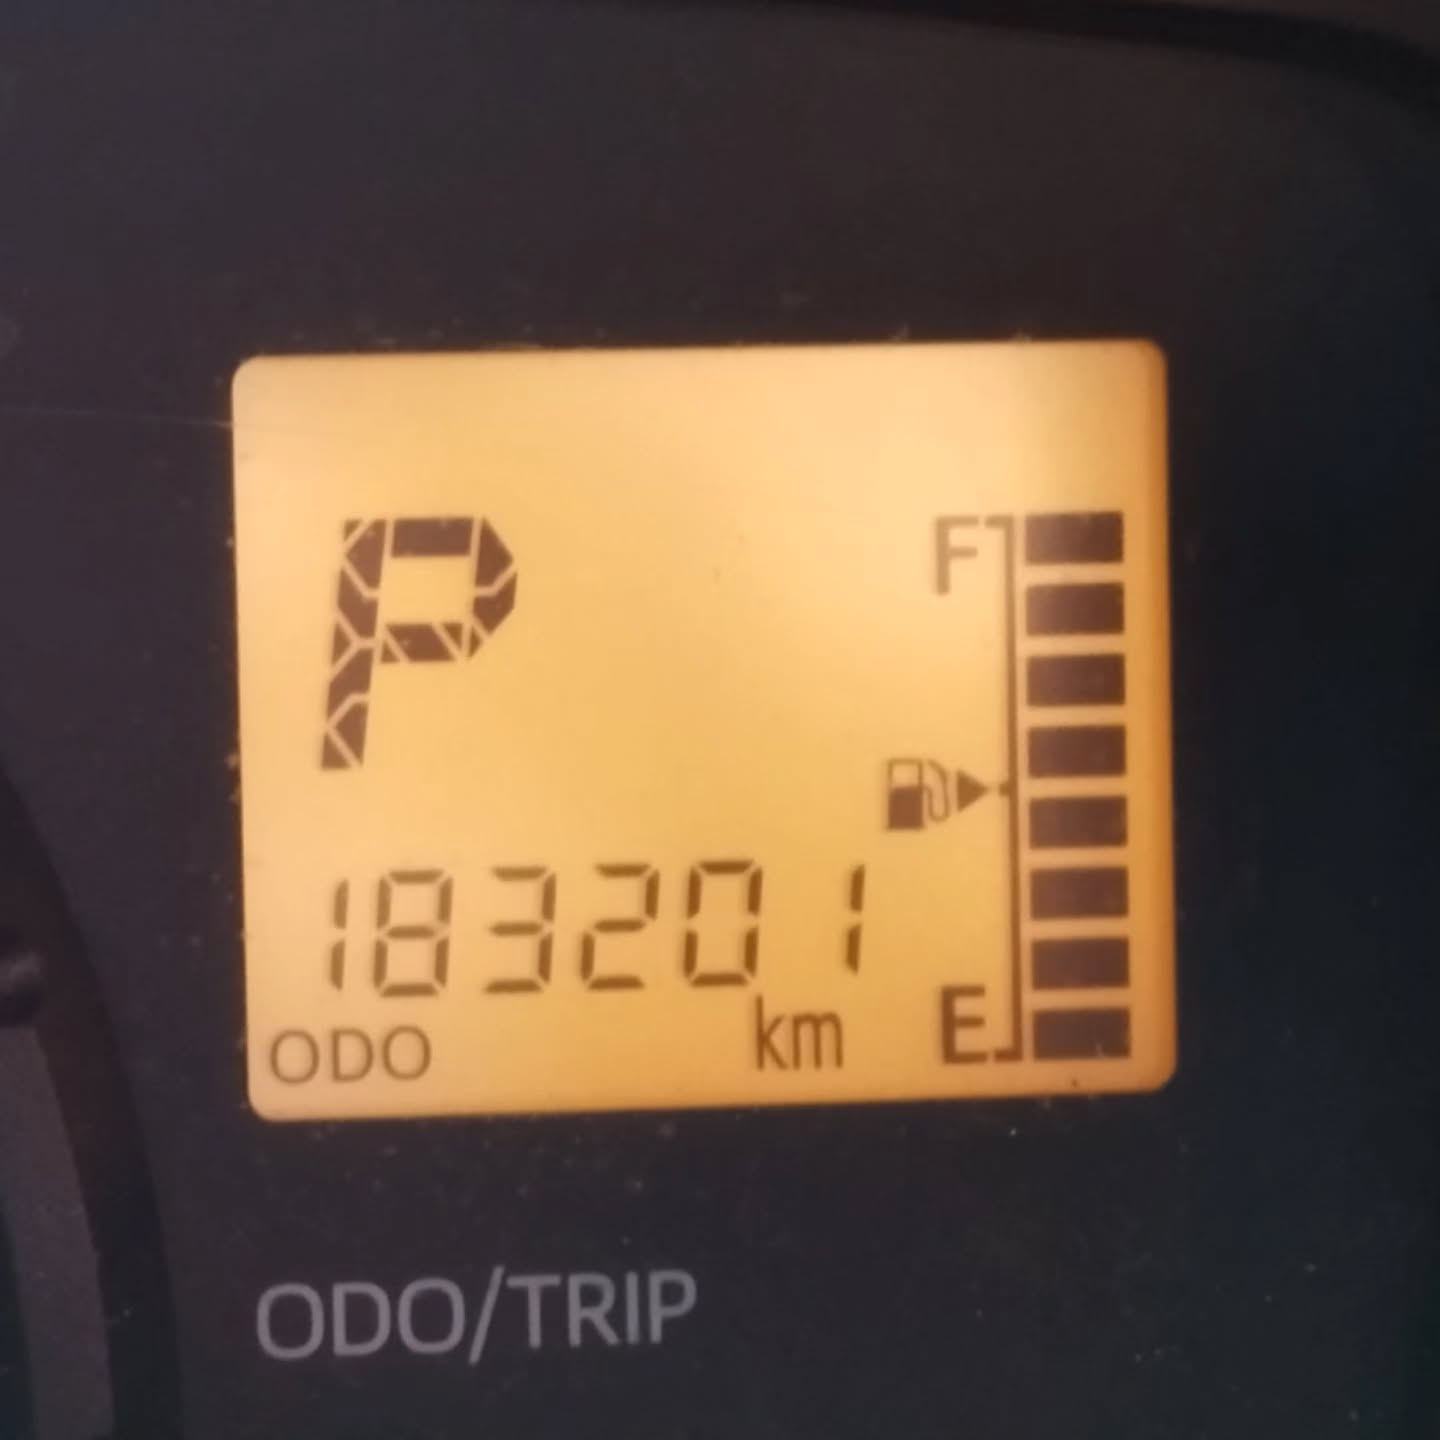 P
F
183201
ODO km E
ODO/TRIP